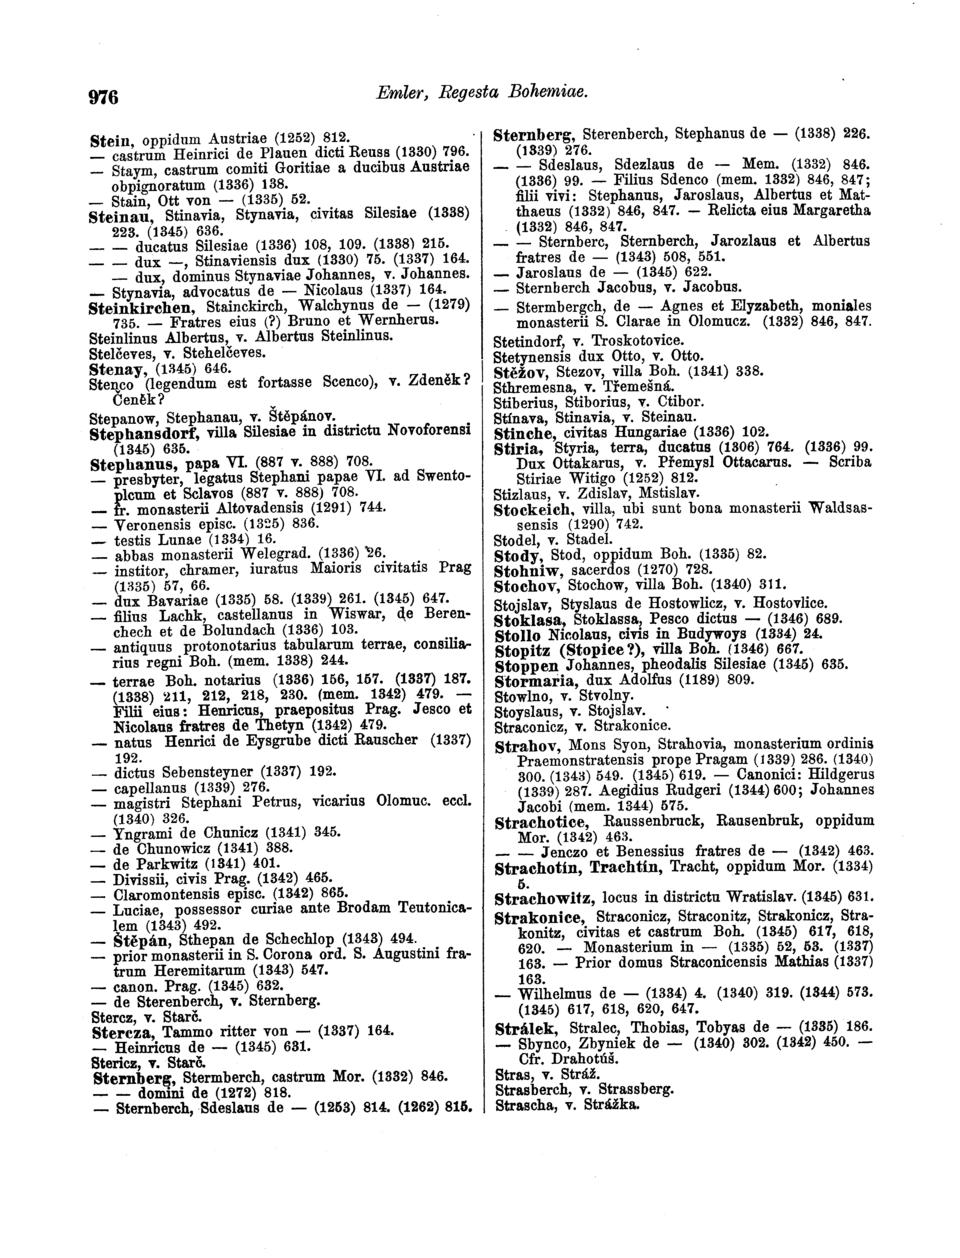 976
Emler, Regesta Bohemiae.
Stein, oppidum Austriae (1252) 812.
— castrum Heinrici de Plauen dicti Reuss (1330) 796.
— Staym, castrum comiti Goritiae a ducibus Austriae
obpignoratum (1336) 138.
— Stain, Ott von — (1335) 52.
Steinau, Stinavia, Stynavia, civitas Silesiae (1338)
223. (1345) 636.
— — ducatus Silesiae (1336) 108, 109. (1338) 215.
— — dux —, Stinaviensis dux (1330) 75. (1337) 164.
— dux, dominus Stynaviae Johannes, v. Johannes.
— Stynavia, advocatus de — Nicolaus (1337) 164.
Steinkirchen, Stainckirch, Walchynus de — (1279)
735. — Fratres eius (?) Bruno et Wernherus.
Steinlinus Albertus, v. Albertus Steinlinus.
Stelčeves, v. Stehelčeves.
Stenay, (1345) 646.
Stenco (legendum est fortasse Scenco), v. Zdeněk?
Čeněk?
Stepanow, Stephanau, v. Štěpánov.
Stephansdorf, villa Silesiae in districtu Novoforensi
(1345) 635.
Stephanus, papa VI. (887 v. 888) 708.
— presbyter, legatus Stephani papae VI. ad Swento-
plcum et Sclavos (887 v. 888) 708.
— fr. monasterii Altovadensis (1291) 744.
— Veronensis episc. (1325) 836.
— testis Lunae (1334) 16.
— abbas monasterii Welegrad. (1336) 26.
— institor, chramer, iuratus Maioris civitatis Prag
(1335) 57, 66.
— dux Bavariae (1335) 58. (1339) 261. (1345) 647.
— filius Lachk, castellanus in Wiswar, de Beren-
chech et de Bolundach (1336) 103.
— antiquus protonotarius tabularum terrae, consilia-
rius regni Boh. (mem. 1338) 244.
— terrae Boh. notarius (1336) 156, 157. (1337) 187.
(1338) 211, 212, 218, 230. (mem. 1342) 479. —
Filii eius: Henricus, praepositus Prag. Jesco et
Nicolaus fratres de Thetyn (1342) 479.
— natus Henrici de Eysgrube dicti Rauscher (1337)
192.
— dictus Sebensteyner (1337) 192.
— capellanus (1339) 276.
— magistri Stephani Petrus, vicarius Olomuc. eccl.
(1340) 326.
— Yngrami de Chunicz (1341) 345.
— de Chunowicz (1341) 388.
— de Parkwitz (1341) 401.
— Divissii, civis Prag. (1342) 465.
— Claromontensis episc. (1342) 865.
— Luciae, possessor curiae ante Brodam Teutonica-
lem (1343) 492.
— Štěpán, Sthepan de Schechlop (1343) 494.
— prior monasterii in S. Corona ord. S. Augustini fra-
trum Heremitarum (1343) 547.
— canon. Prag. (1345) 632.
— de Sterenberch, v. Sternberg.
Stercz, v. Starč.
Stercza, Tammo ritter von — (1337) 164.
— Heinricus de — (1345) 631.
Stericz, v. Starč.
Sternberg, Stermberch, castrum Mor. (1332) 846.
— — domini de (1272) 818.
— Sternberch, Sdeslaus de — (1253) 814. (1262) 815.
Sternberg, Sterenberch, Stephanus de — (1338) 226.
(1339) 276.
— — Sdeslaus, Sdezlaus de — Mem. (1332) 846.
(1336) 99. — Filius Sdenco (mem. 1332) 846, 847;
filii vivi: Stephanus, Jaroslaus, Albertus et Mat-
thaeus (1332) 846, 847. — Relicta eius Margaretha
(1332) 846, 847.
— — Sternberc, Sternberch, Jarozlaus et Albertus
fratres de — (1343) 508, 551.
— Jaroslaus de — (1345) 622.
— Sternberch Jacobus, v. Jacobus.
— Stermbergch, de — Agnes et Elyzabeth, moniales
monasterii S. Clarae in Olomucz. (1332) 846, 847.
Stetindorf, v. Troskotovice.
Stetynensis dux Otto, v. Otto.
Stěžov, Stezov, villa Boh. (1341) 338.
Sthremesna, v. Třemešná.
Stiberius, Stiborius, v. Ctibor.
Stinava, Stinavia, v. Steinau.
Stinche, civitas Hungariae (1336) 102.
Stiria, Styria, terra, ducatus (1306) 764. (1336) 99.
Dux Ottakarus, v. Přemysl Ottacarus. — Scriba
Stiriae Witigo (1252) 812.
Stizlaus, v. Zdislav, Mstislav.
Stockeich, villa, ubi sunt bona monasterii Waldsas-
sensis (1290) 742.
Stodel, v. Stadel.
Stody, Stod, oppidum Boh. (1335) 82.
Stohniw, sacerdos (1270) 728.
Stochov, Stochow, villa Boh. (1340) 311.
Stojslav, Styslaus de Hostowlicz, v. Hostovlice.
Stoklasa, Stoklassa, Pesco dictus — (1346) 689.
Stollo Nicolaus, civis in Budywoys (1334) 24.
Stopitz (Stopice?), villa Boh. (1346) 667.
Stoppen Johannes, pheodalis Silesiae (1345) 635.
Stormaria, dux Adolfus (1189) 809.
Stowlno, v. Stvolny.
Stoyslaus, v. Stojslav.
Straconicz, v. Strakonice.
Strahov, Mons Syon, Strahovia, monasterium ordinis
Praemonstratensis prope Pragam (1339) 286. (1340)
300. (1343) 549. (1345) 619. — Canonici: Hildgerus
(1339) 287. Aegidius Rudgeri (1344) 600; Johannes
Jacobi (mem. 1344) 575.
Strachotice, Raussenbruck, Rausenbruk, oppidum
Mor. (1342) 463.
— — Jenczo et Benessius fratres de — (1342) 463.
Strachotín, Trachtín, Tracht, oppidum Mor. (1334)
5.
Strachowitz, locus in districtu Wratislav. (1345) 631.
Strakonice, Straconicz, Straconitz, Strakonicz, Stra-
konitz, civitas et castrum Boh. (1345) 617, 618,
620. — Monasterium in — (1335) 52, 53. (1337)
163. — Prior domus Straconicensis Mathias (1337)
163.
— Wilhelmus de — (1334) 4. (1340) 319. (1344) 573.
(1345) 617, 618, 620, 647.
Strálek, Stralec, Thobias, Tobyas de — (1335) 186.
— Sbynco, Zbyniek de — (1340) 302. (1342) 450. —
Cfr. Drahotúš.
Stras, v. Stráž.
Strasberch, v. Strassberg.
Strascha, v. Strážka.